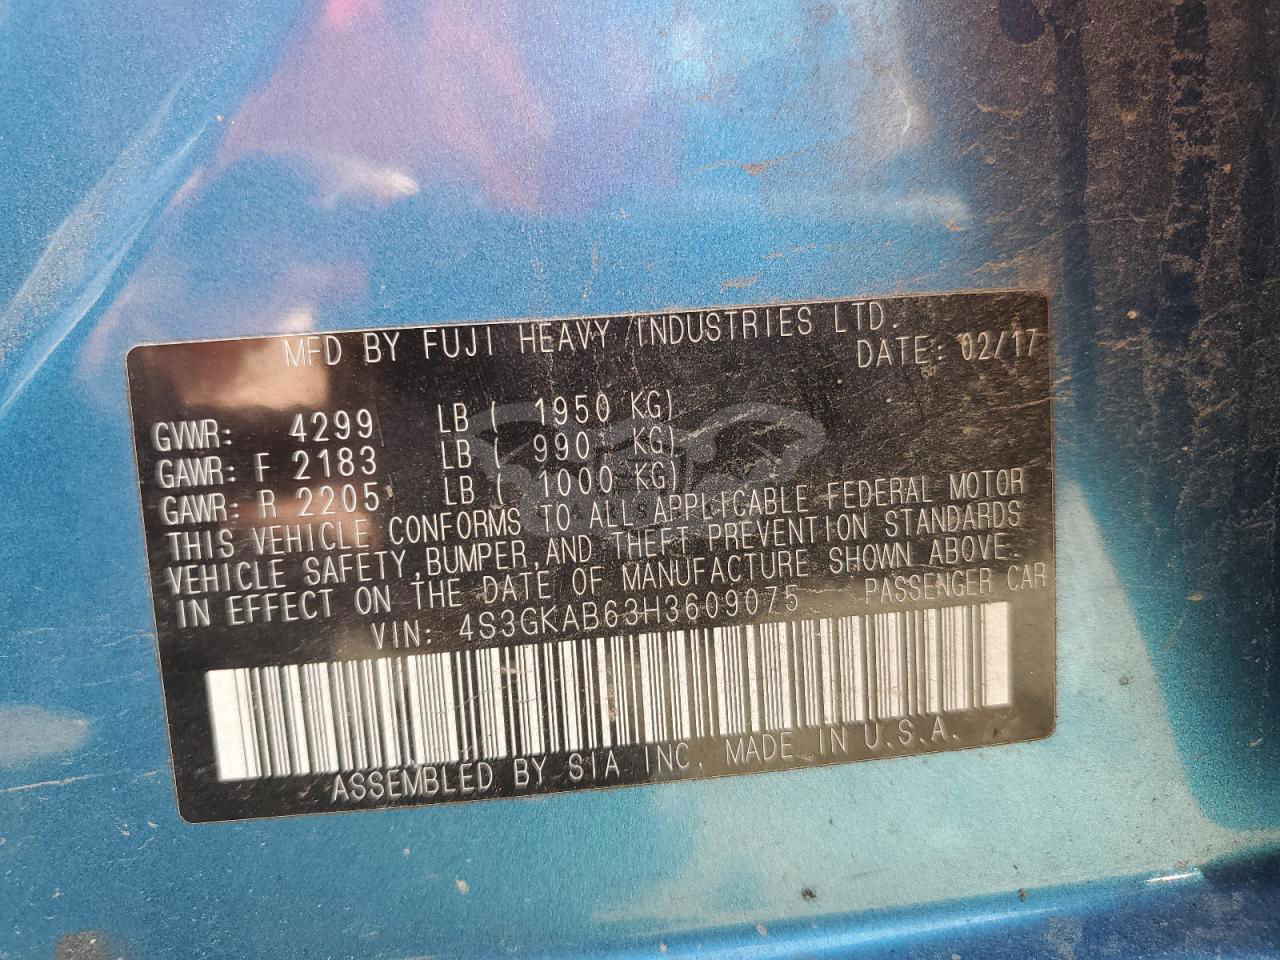 MFD BY FUJI HEAVY INDUSTRIES LTD.
DATE: 02/17
GVWR: 4299 LB ( 1950 KG)
GAWR: F 2183 LB ( 990 KG)
GAWR: R 2205 LB ( 1000 KG)
THIS VEHICLE CONFORMS TO ALL APPLICABLE FEDERAL MOTOR
VEHICLE SAFETY, BUMPER, AND THEFT PREVENTION STANDARDS
IN EFFECT ON THE DATE OF MANUFACTURE SHOWN ABOVE.
VIN: 4S3GKAB63H3609075 PASSENGER CAR
ASSEMBLED BY SIA INC. MADE IN U.S.A.